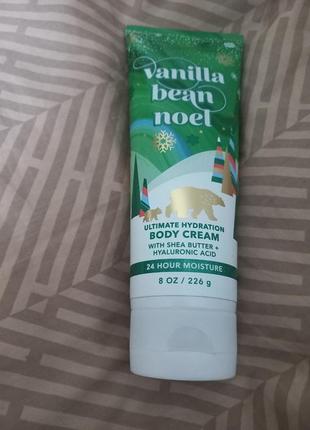 vanilla
bean
noel
ULTIMATE HYDRATION
BODY CREAM
WITH SHEA BUTTER +
HYALURONIC ACID
24 HOUR MOISTURE
8 OZ / 226 g